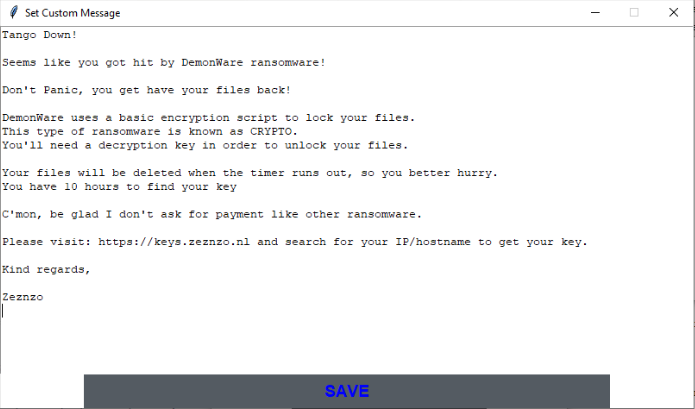 Set Custom Message
Tango Down!
Seems like you got hit by DemonWare ransomware!
Don't Panic, you get have your files back!
DemonWare uses a basic encryption script to lock your files.
This type of ransomware is known as CRYPTO.
You'll need a decryption key in order to unlock your files.
Your files will be deleted when the timer runs out, so you better hurry.
You have 10 hours to find your key
C'mon, be glad I don't ask for payment like other ransomware.
Please visit: https://keys.zeznzo.nl and search for your IP/hostname to get your key.
Kind regards,
Zeznzo
SAVE